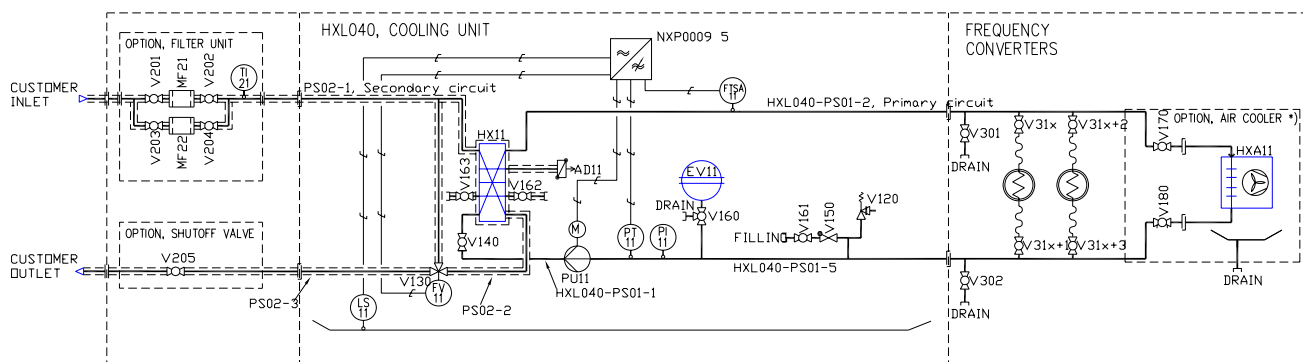 OPTION, FILTER UNIT
V201
MF21
V202
TI
21
CUSTOMER
INLET
V203
MF22
V204
OPTION, SHUTOFF VALVE
V205
CUSTOMER
OUTLET
PS02-3
HXL040, COOLING UNIT
NXP0009 5
PS02-1, Secondary circuit
FTSA
11
HXL040-PS01-2, Primary circuit
HX11
V163
AD11
V162
V140
EV11
DRAIN
V160
M
PT
11
PI
11
FILLING
V161
V150
V120
PU11
HXL040-PS01-5
HXL040-PS01-1
V130
FV
11
PS02-2
LS
11
FREQUENCY
CONVERTERS
V301
DRAIN
V31x
V31x+2
V31x+1
V31x+3
V302
DRAIN
OPTION, AIR COOLER *)
V170
HXA11
V180
DRAIN